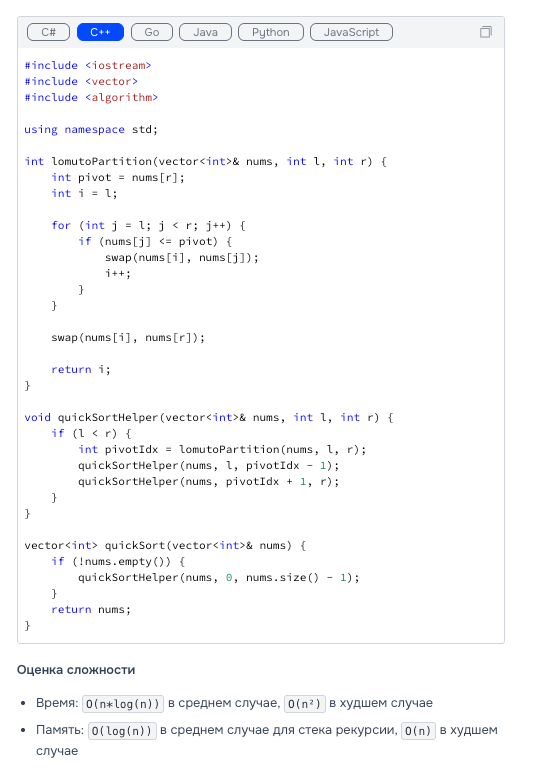 C# C++ Go Java Python JavaScript
#include <iostream>
#include <vector>
#include <algorithm>
using namespace std;
int lomutoPartition(vector<int>& nums, int l, int r) {
    int pivot = nums[r];
    int i = l;
    for (int j = l; j < r; j++) {
        if (nums[j] <= pivot) {
            swap(nums[i], nums[j]);
            i++;
        }
    }
    swap(nums[i], nums[r]);
    return i;
}
void quickSortHelper(vector<int>& nums, int l, int r) {
    if (l < r) {
        int pivotIdx = lomutoPartition(nums, l, r);
        quickSortHelper(nums, l, pivotIdx - 1);
        quickSortHelper(nums, pivotIdx + 1, r);
    }
}
vector<int> quickSort(vector<int>& nums) {
    if (!nums.empty()) {
        quickSortHelper(nums, 0, nums.size() - 1);
    }
    return nums;
}
Оценка сложности
• Время: O(n*log(n)) в среднем случае, O(n²) в худшем случае
• Память: O(log(n)) в среднем случае для стека рекурсии, O(n) в худшем
случае